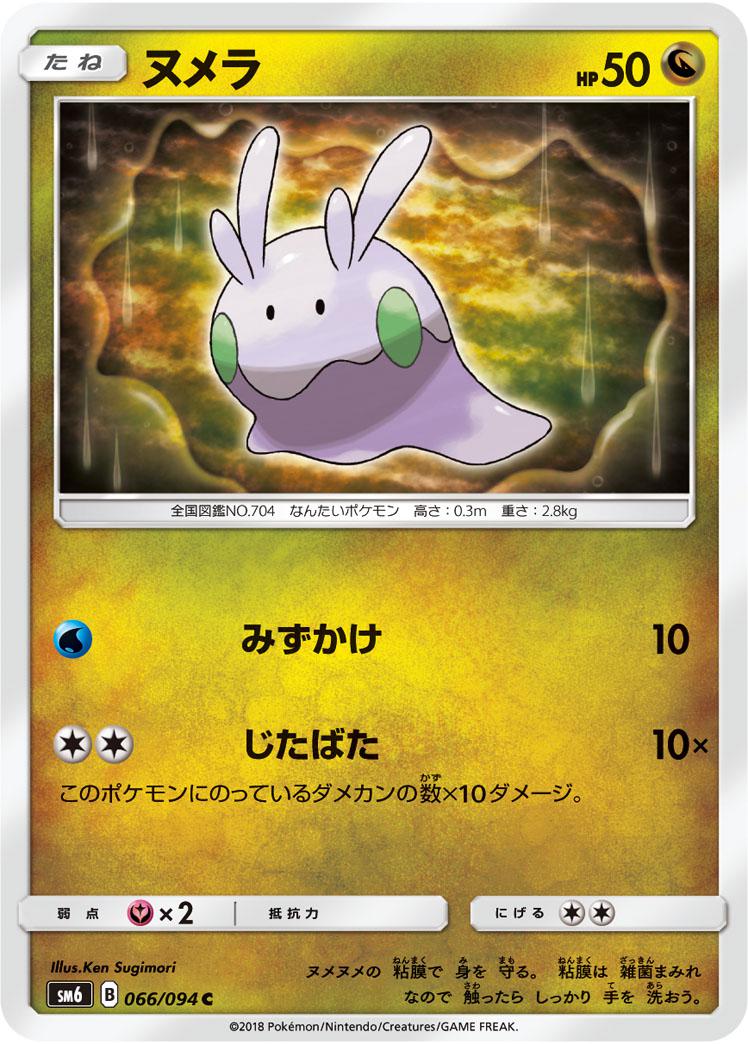 たね ヌメラ HP50
全国図鑑NO.704 なんたいポケモン 高さ:0.3m 重さ:2.8kg
みずかけ 10
じたばた 10×
このポケモンにのっているダメカンの数×10ダメージ。
弱点 ×2 抵抗力 にげる
Illus.Ken Sugimori
ヌメヌメの 粘膜で 身を 守る。 粘膜は 雑菌まみれ
なので 触ったら しっかり 手を 洗おう。
SM6 B 066/094 C
©2018 Pokémon/Nintendo/Creatures/GAME FREAK.